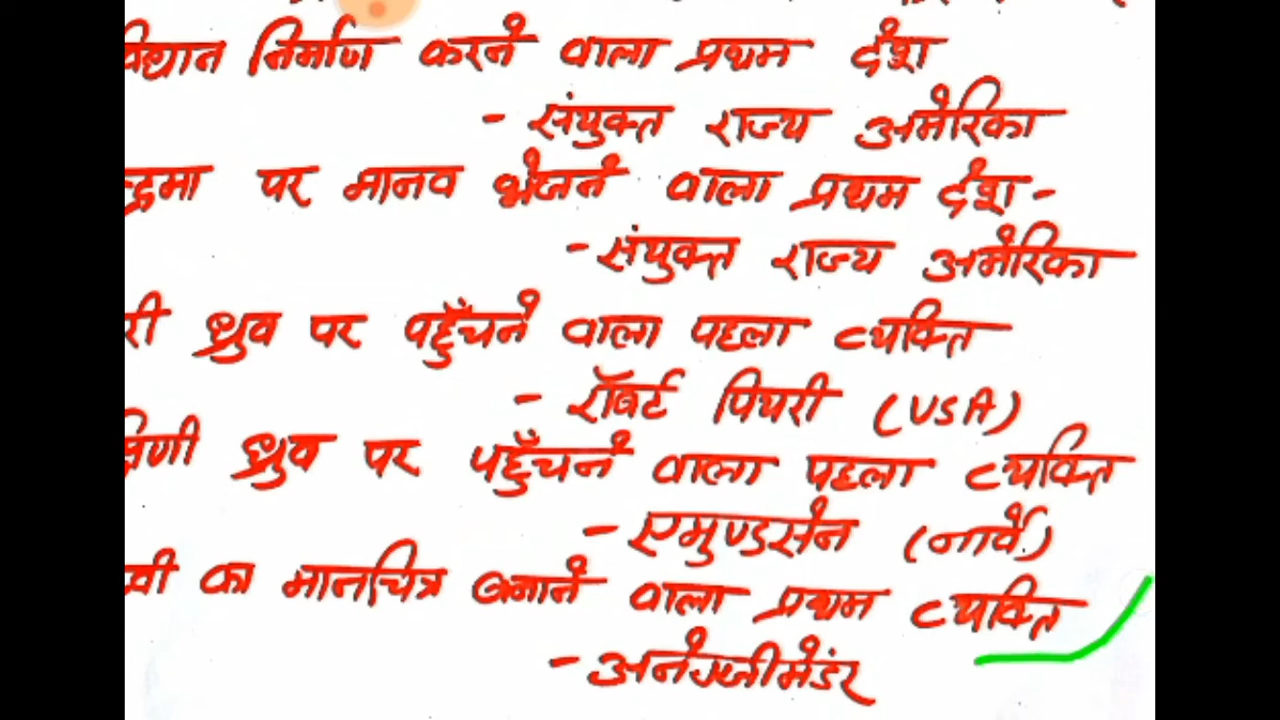 विधान निर्माण करने वाला प्रथम देश
- संयुक्त राज्य अमेरिका
न्द्रमा पर मानव भेजने वाला प्रथम देश-
- संयुक्त राज्य अमेरिका
री ध्रुव पर पहुँचने वाला पहला व्यक्ति
- रॉबर्ट पियरी (USA)
क्षिणी ध्रुव पर पहुँचने वाला पहला व्यक्ति
- एमुण्डसेन (नार्वे)
्वी का मानचित्र बनाने वाला प्रथम व्यक्ति
- अनेग्जीमेंडर